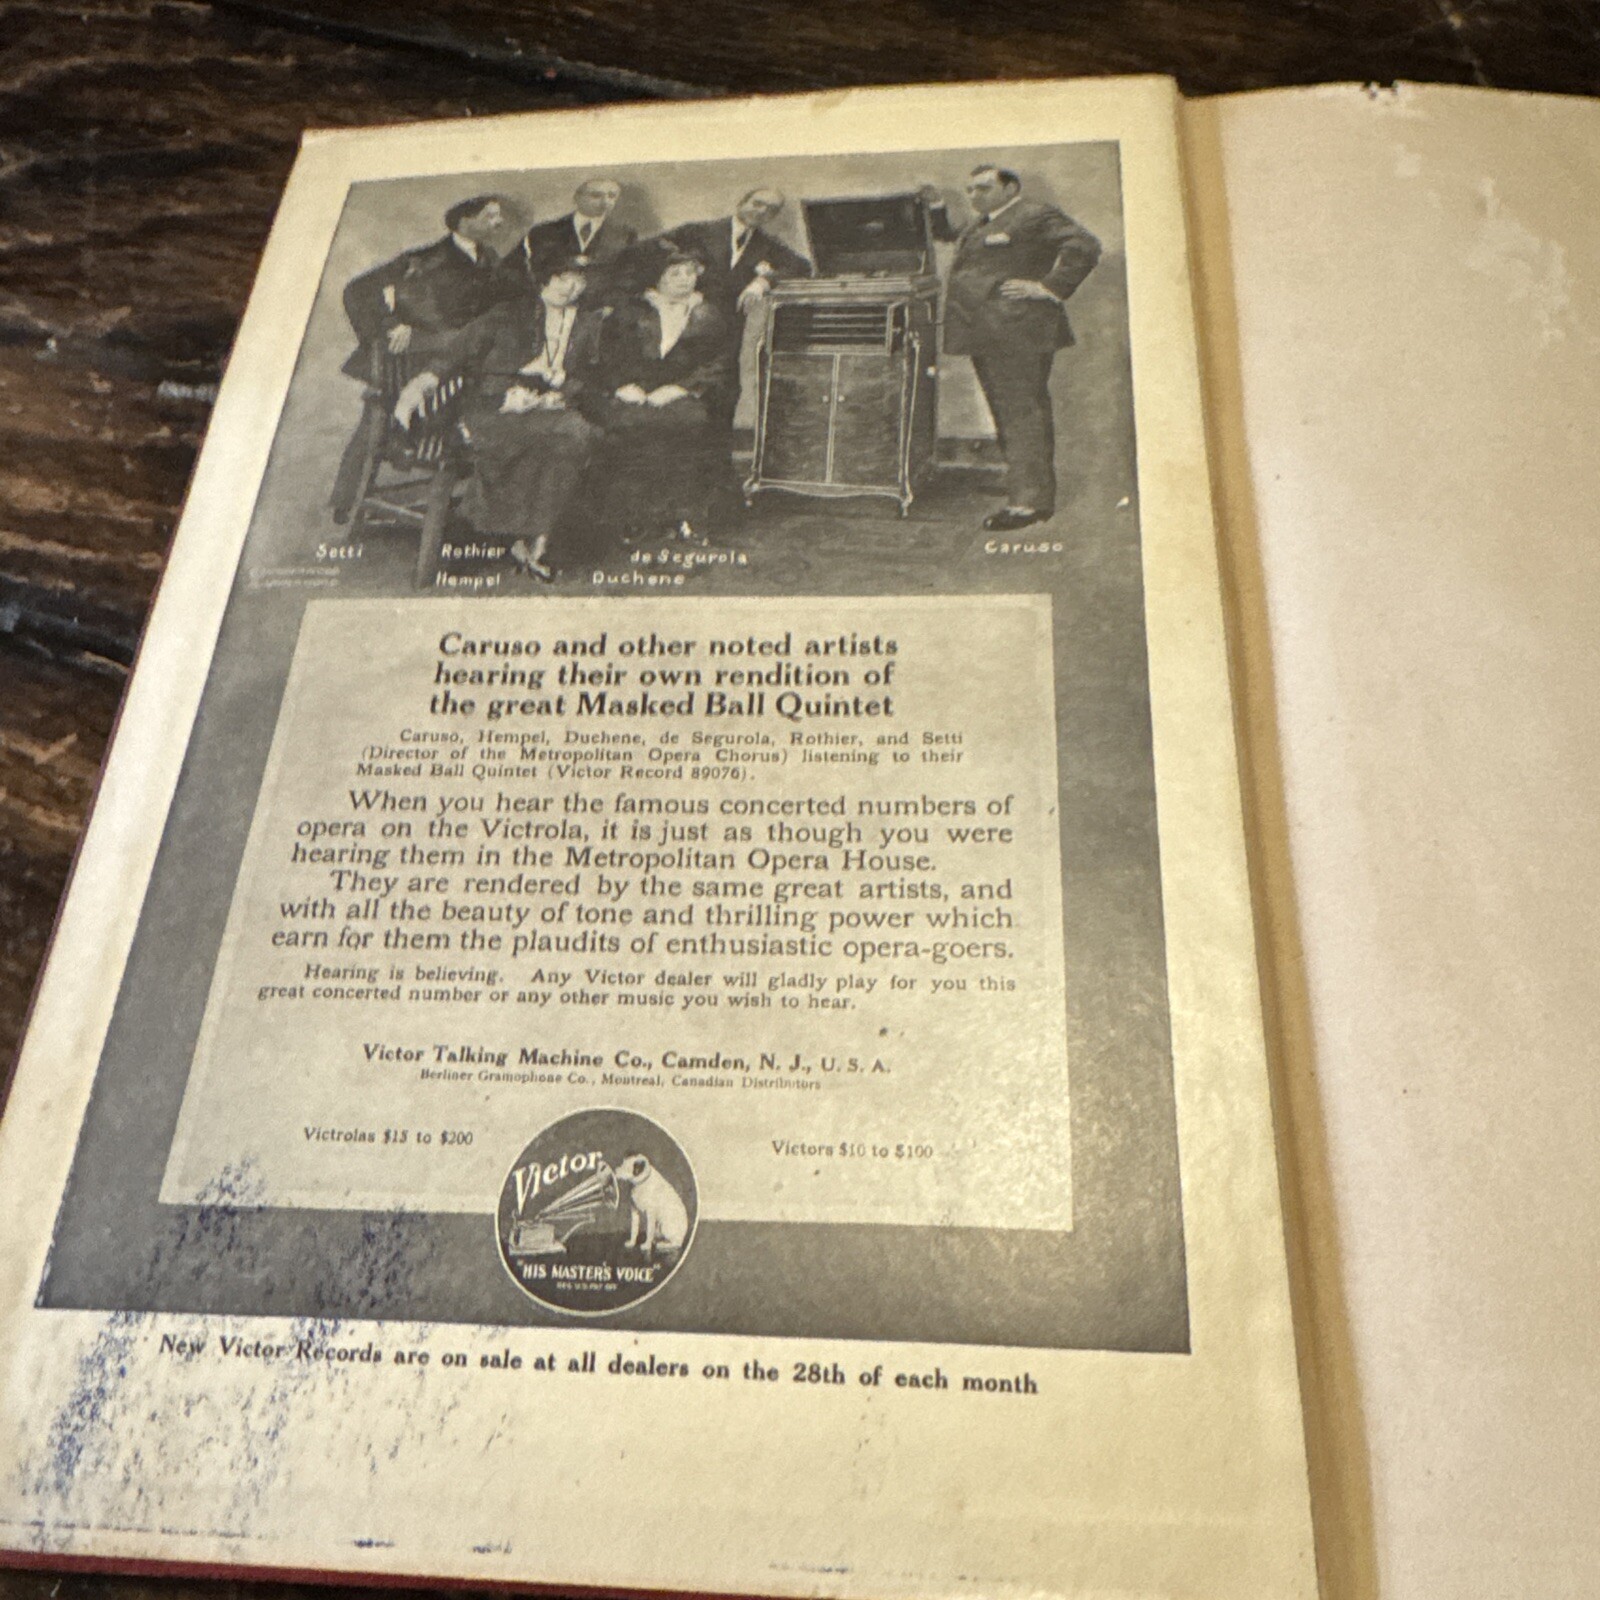 Setti Rothier de Segurola Caruso
Hempel Duchene
Caruso and other noted artists
hearing their own rendition of
the great Masked Ball Quintet
Caruso, Hempel, Duchene, de Segurola, Rothier, and Setti
(Director of the Metropolitan Opera Chorus) listening to their
Masked Ball Quintet (Victor Record 89076).
When you hear the famous concerted numbers of
opera on the Victrola, it is just as though you were
hearing them in the Metropolitan Opera House.
They are rendered by the same great artists, and
with all the beauty of tone and thrilling power which
earn for them the plaudits of enthusiastic opera-goers.
Hearing is believing. Any Victor dealer will gladly play for you this
great concerted number or any other music you wish to hear.
Victor Talking Machine Co., Camden, N. J., U. S. A.
Berliner Gramophone Co., Montreal, Canadian Distributors
Victrolas $15 to $200
Victors $10 to $100
Victor
"HIS MASTER'S VOICE"
New Victor Records are on sale at all dealers on the 28th of each month